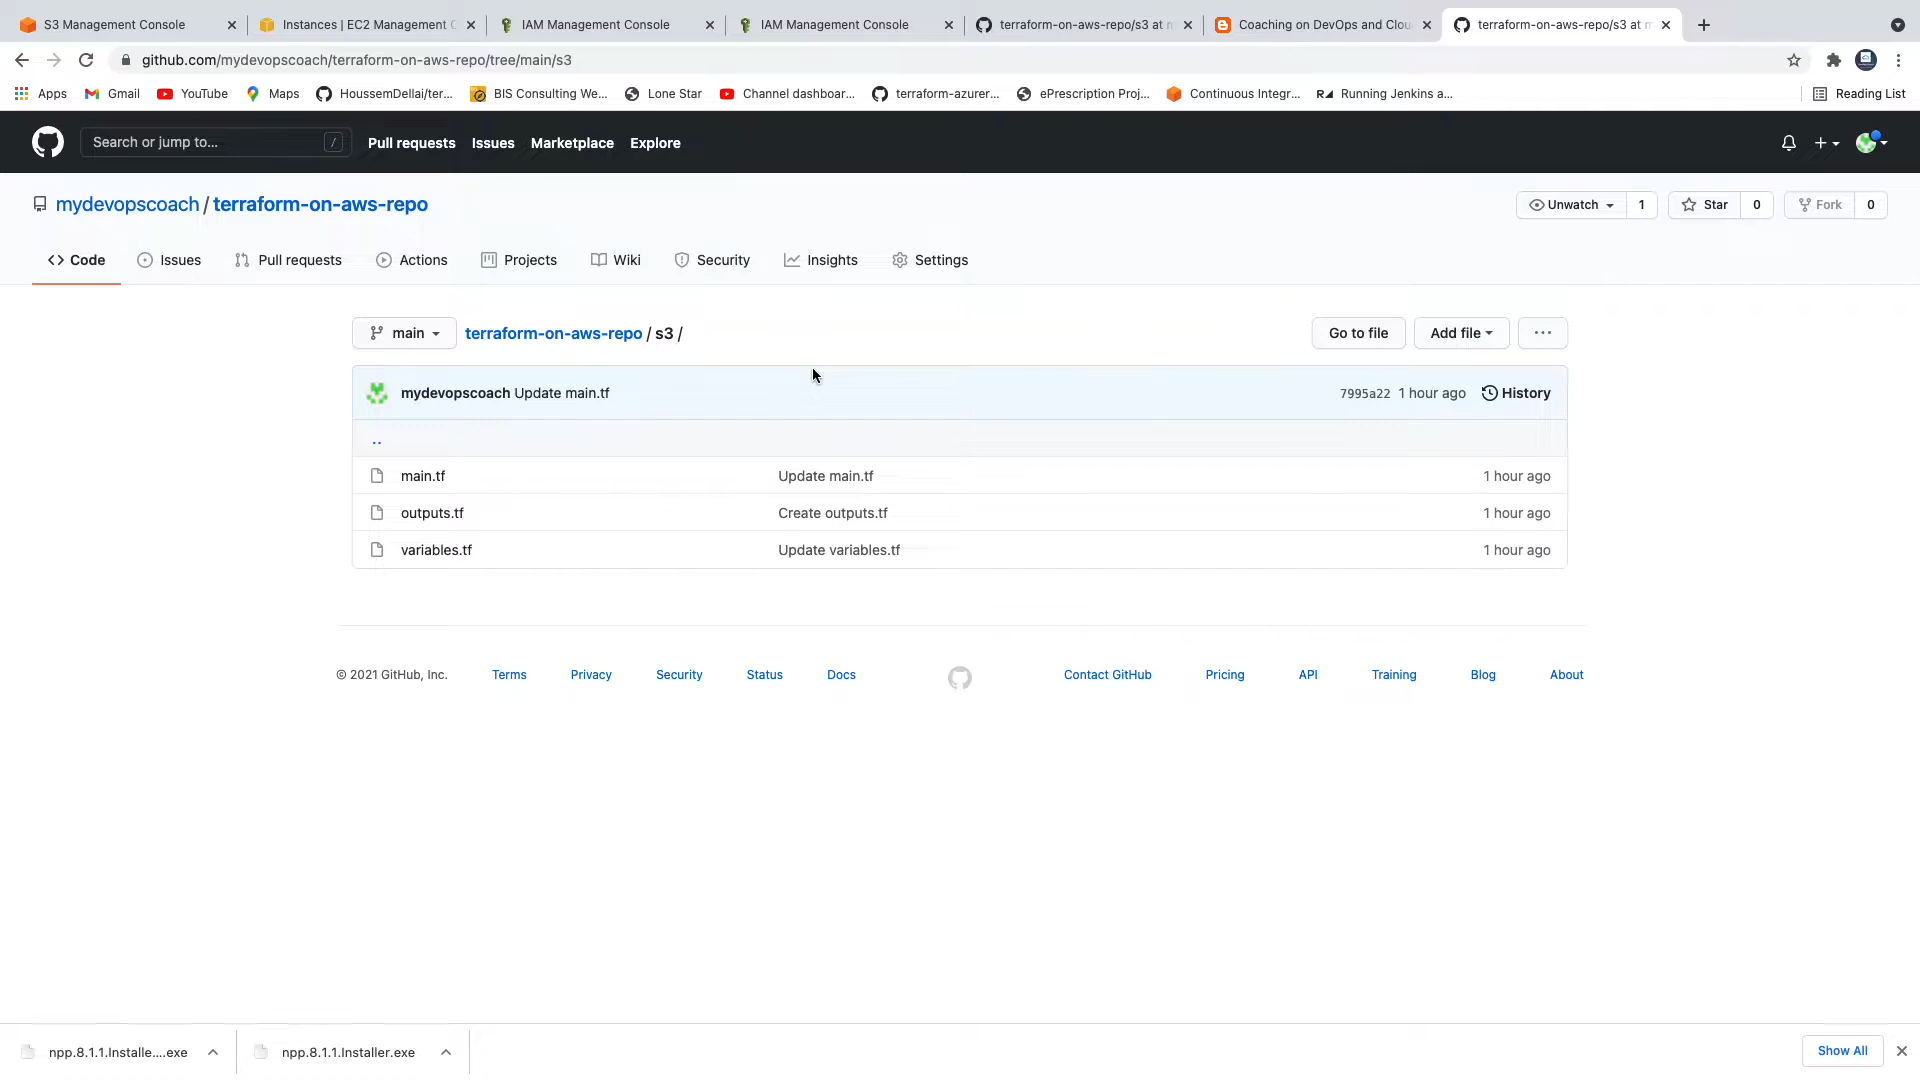 S3 Management Console
Instances | EC2 Management C
IAM Management Console
IAM Management Console
terraform-on-aws-repo/s3 at m
Coaching on DevOps and Clou
terraform-on-aws-repo/s3 at m
github.com/mydevopscoach/terraform-on-aws-repo/tree/main/s3
Apps
Gmail
YouTube
Maps
HoussemDellai/ter...
BIS Consulting We...
Lone Star
Channel dashboar...
terraform-azurer...
ePrescription Proj...
Continuous Integr...
Running Jenkins a...
Reading List
Search or jump to...
/
Pull requests
Issues
Marketplace
Explore
mydevopscoach / terraform-on-aws-repo
Unwatch
1
Star
0
Fork
0
Code
Issues
Pull requests
Actions
Projects
Wiki
Security
Insights
Settings
main
terraform-on-aws-repo / s3 /
Go to file
Add file
...
mydevopscoach Update main.tf
7995a22 1 hour ago
History
..
main.tf
Update main.tf
1 hour ago
outputs.tf
Create outputs.tf
1 hour ago
variables.tf
Update variables.tf
1 hour ago
© 2021 GitHub, Inc.
Terms
Privacy
Security
Status
Docs
Contact GitHub
Pricing
API
Training
Blog
About
npp.8.1.1.Installe....exe
npp.8.1.1.Installer.exe
Show All